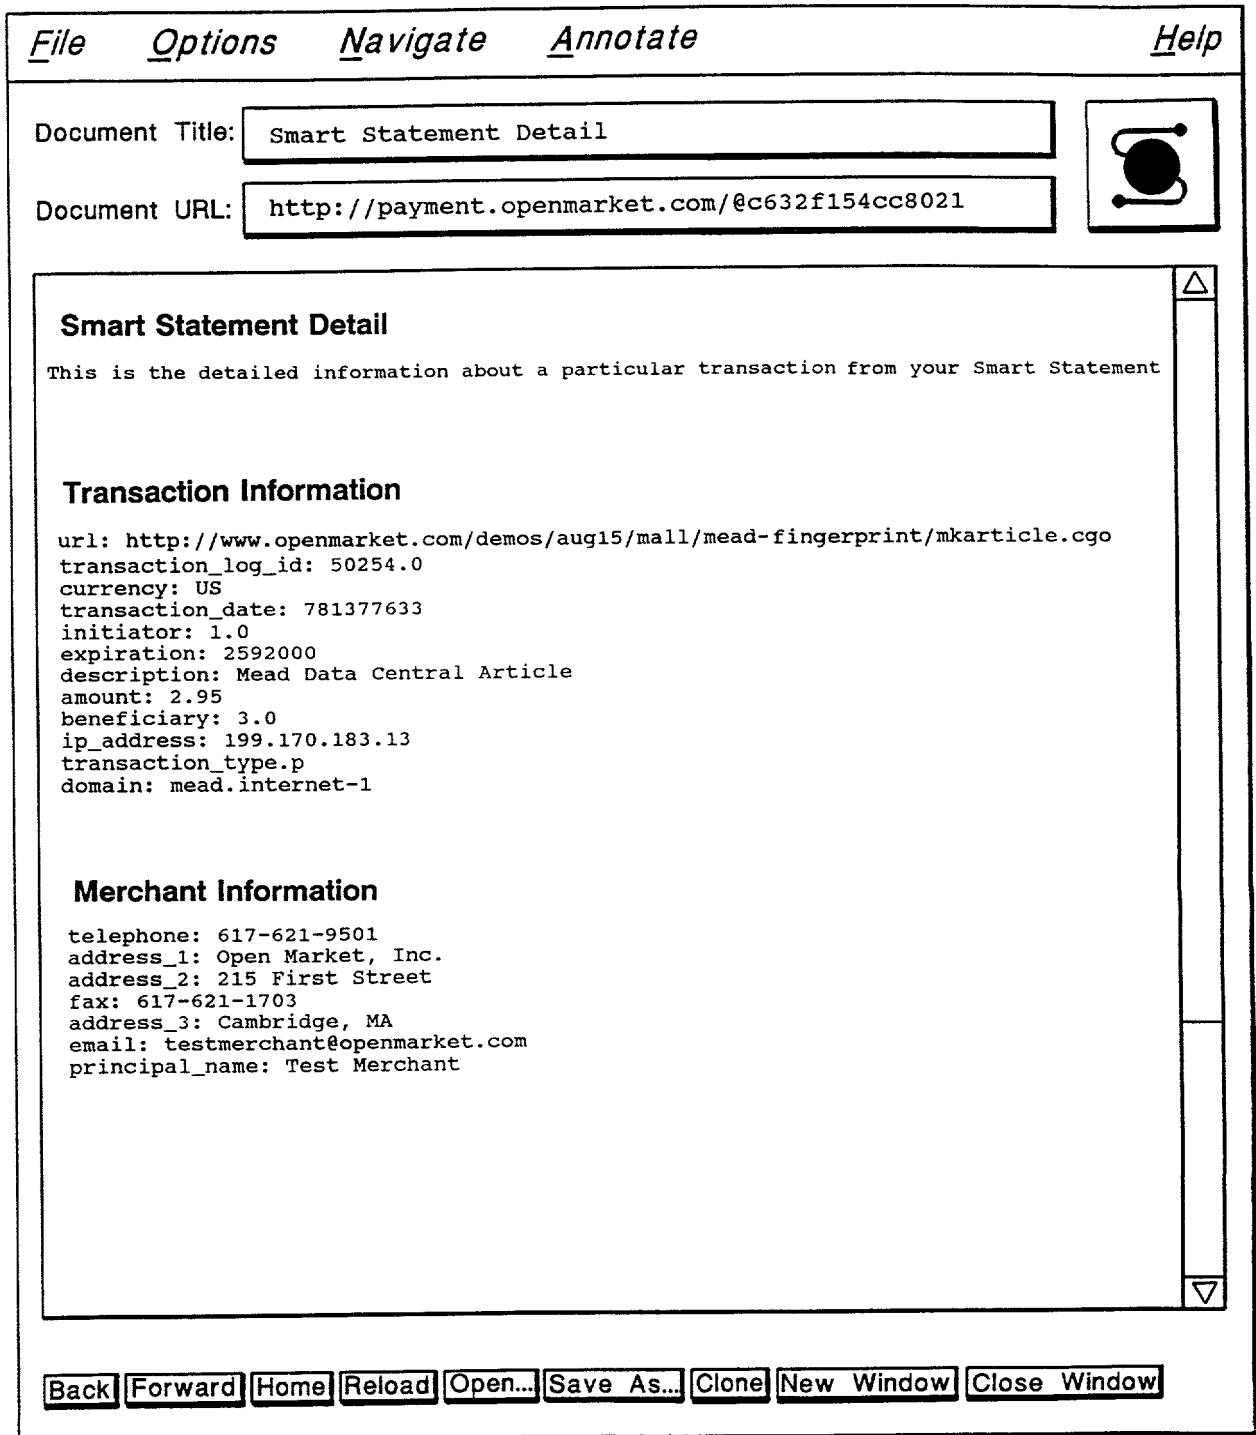 File Options Navigate Annotate Help
Document Title: Smart Statement Detail
Document URL: http://payment.openmarket.com/@c632f154cc8021
Smart Statement Detail
This is the detailed information about a particular transaction from your Smart Statement
Transaction Information
url: http://www.openmarket.com/demos/aug15/mall/mead-fingerprint/mkarticle.cgo
transaction_log_id: 50254.0
currency: US
transaction_date: 781377633
initiator: 1.0
expiration: 2592000
description: Mead Data Central Article
amount: 2.95
beneficiary: 3.0
ip_address: 199.170.183.13
transaction_type.p
domain: mead.internet-1
Merchant Information
telephone: 617-621-9501
address_1: Open Market, Inc.
address_2: 215 First Street
fax: 617-621-1703
address_3: Cambridge, MA
email: testmerchant@openmarket.com
principal_name: Test Merchant
Back Forward Home Reload Open... Save As... Clone New Window Close Window